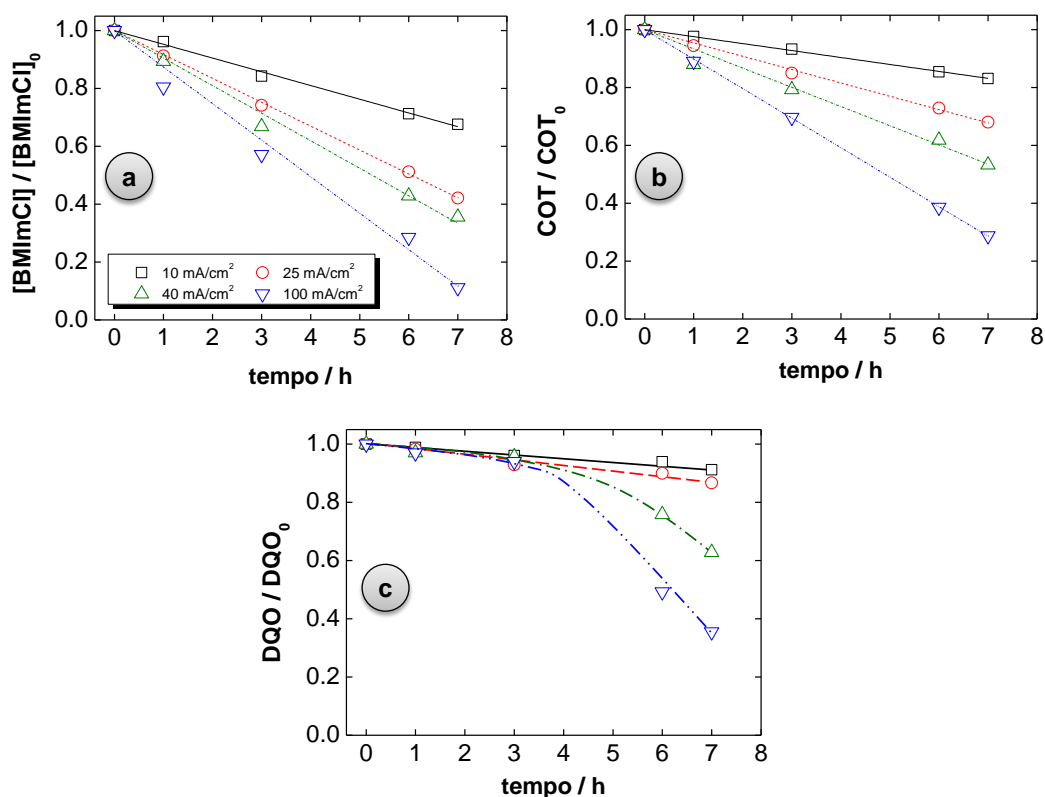 [BMImCl] / [BMImCl]0
1.0
0.8
0.6
0.4
0.2
0.0
a
10 mA/cm2 25 mA/cm2
40 mA/cm2 100 mA/cm2
0 1 2 3 4 5 6 7 8
tempo / h
COT / COT0
1.0
0.8
0.6
0.4
0.2
0.0
b
0 1 2 3 4 5 6 7 8
tempo / h
DQO / DQO0
1.0
0.8
0.6
0.4
0.2
0.0
c
0 1 2 3 4 5 6 7 8
tempo / h